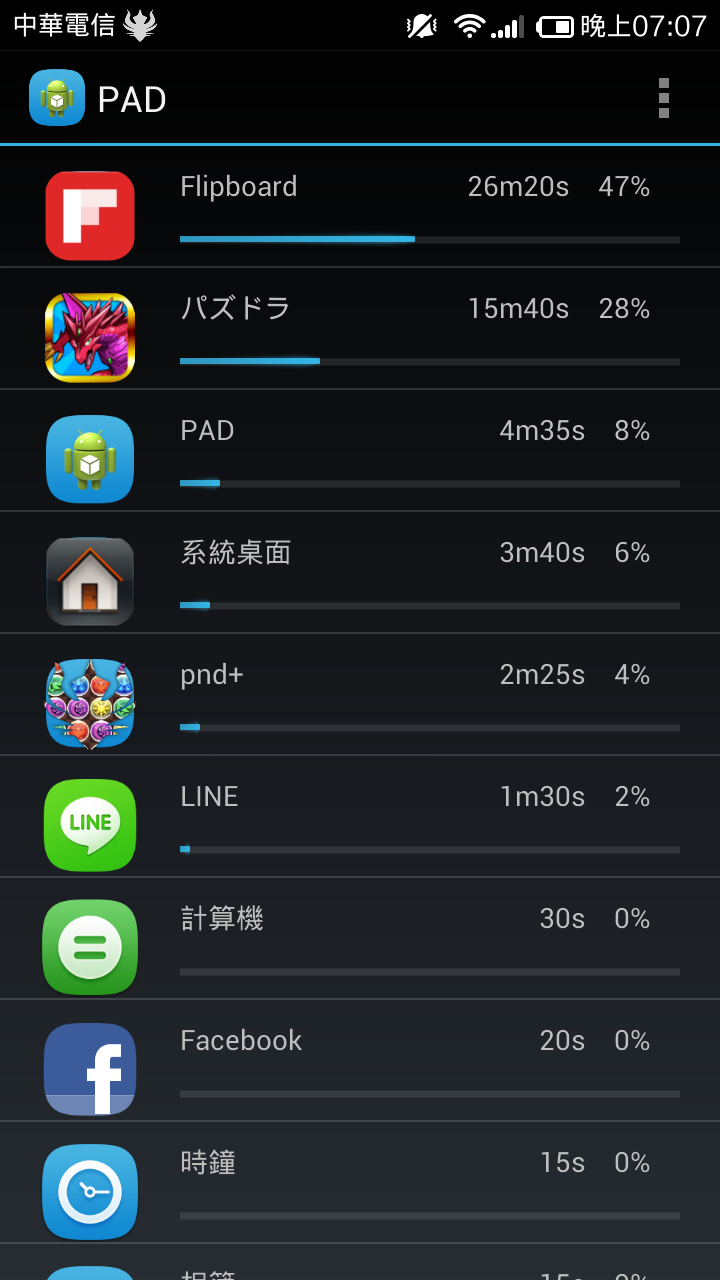 中華電信 晚上07:07
PAD
Flipboard 26m20s 47%
パズドラ 15m40s 28%
PAD 4m35s 8%
系統桌面 3m40s 6%
pnd+ 2m25s 4%
LINE
LINE 1m30s 2%
計算機 30s 0%
Facebook 20s 0%
時鐘 15s 0%